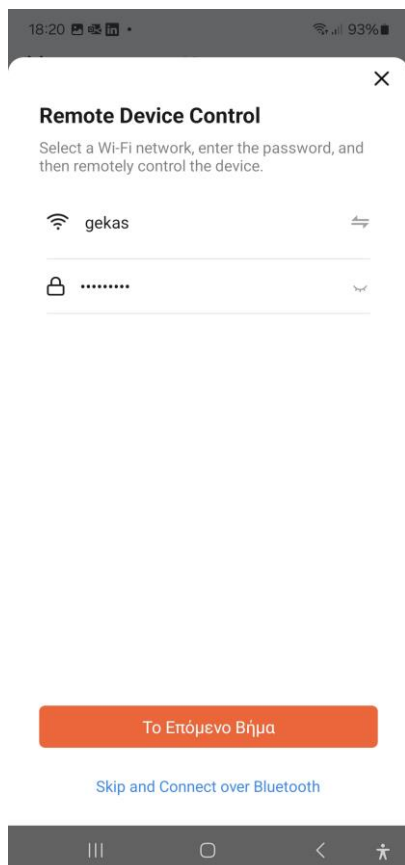 18:20
93%
Remote Device Control
Select a Wi-Fi network, enter the password, and
then remotely control the device.
gekas
•••••••••
Το Επόμενο Βήμα
Skip and Connect over Bluetooth